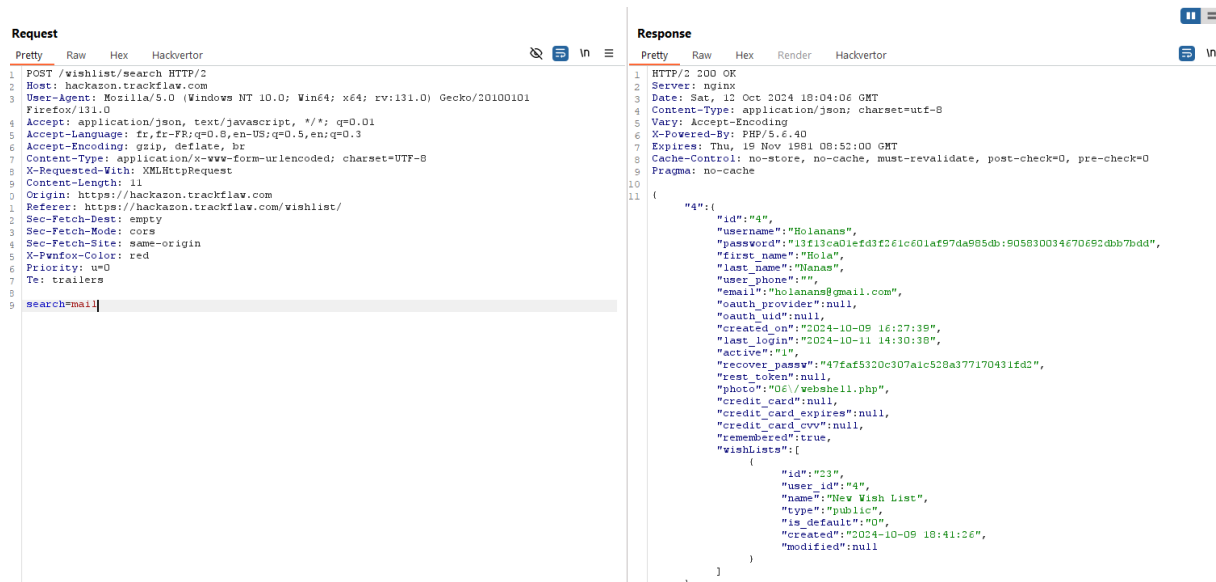 Request
Pretty Raw Hex Hackvertor \n
1 POST /wishlist/search HTTP/2
2 Host: hackazon.trackflaw.com
3 User-Agent: Mozilla/5.0 (Windows NT 10.0; Win64; x64; rv:131.0) Gecko/20100101
Firefox/131.0
4 Accept: application/json, text/javascript, */*; q=0.01
5 Accept-Language: fr,fr-FR;q=0.8,en-US;q=0.5,en;q=0.3
6 Accept-Encoding: gzip, deflate, br
7 Content-Type: application/x-www-form-urlencoded; charset=UTF-8
8 X-Requested-With: XMLHttpRequest
9 Content-Length: 11
0 Origin: https://hackazon.trackflaw.com
1 Referer: https://hackazon.trackflaw.com/wishlist/
2 Sec-Fetch-Dest: empty
3 Sec-Fetch-Mode: cors
4 Sec-Fetch-Site: same-origin
5 X-Pwnfox-Color: red
6 Priority: u=0
7 Te: trailers
8
9 search=mail
Response
Pretty Raw Hex Render Hackvertor \n
1 HTTP/2 200 OK
2 Server: nginx
3 Date: Sat, 12 Oct 2024 18:04:06 GMT
4 Content-Type: application/json; charset=utf-8
5 Vary: Accept-Encoding
6 X-Powered-By: PHP/5.6.40
7 Expires: Thu, 19 Nov 1981 08:52:00 GMT
8 Cache-Control: no-store, no-cache, must-revalidate, post-check=0, pre-check=0
9 Pragma: no-cache
10
11 {
"4":{
"id":"4",
"username":"Holanans",
"password":"13f13ca01efd3f261c601af97da985db:905830034670692dbb7bdd",
"first_name":"Hola",
"last_name":"Nanas",
"user_phone":"",
"email":"holanans@gmail.com",
"oauth_provider":null,
"oauth_uid":null,
"created_on":"2024-10-09 16:27:39",
"last_login":"2024-10-11 14:30:38",
"active":"1",
"recover_passw":"47faf5320c307a1c528a377170431fd2",
"rest_token":null,
"photo":"06\/webshell.php",
"credit_card":null,
"credit_card_expires":null,
"credit_card_cvv":null,
"remembered":true,
"wishLists":[
{
"id":"23",
"user_id":"4",
"name":"New Wish List",
"type":"public",
"is_default":"0",
"created":"2024-10-09 18:41:26",
"modified":null
}
]